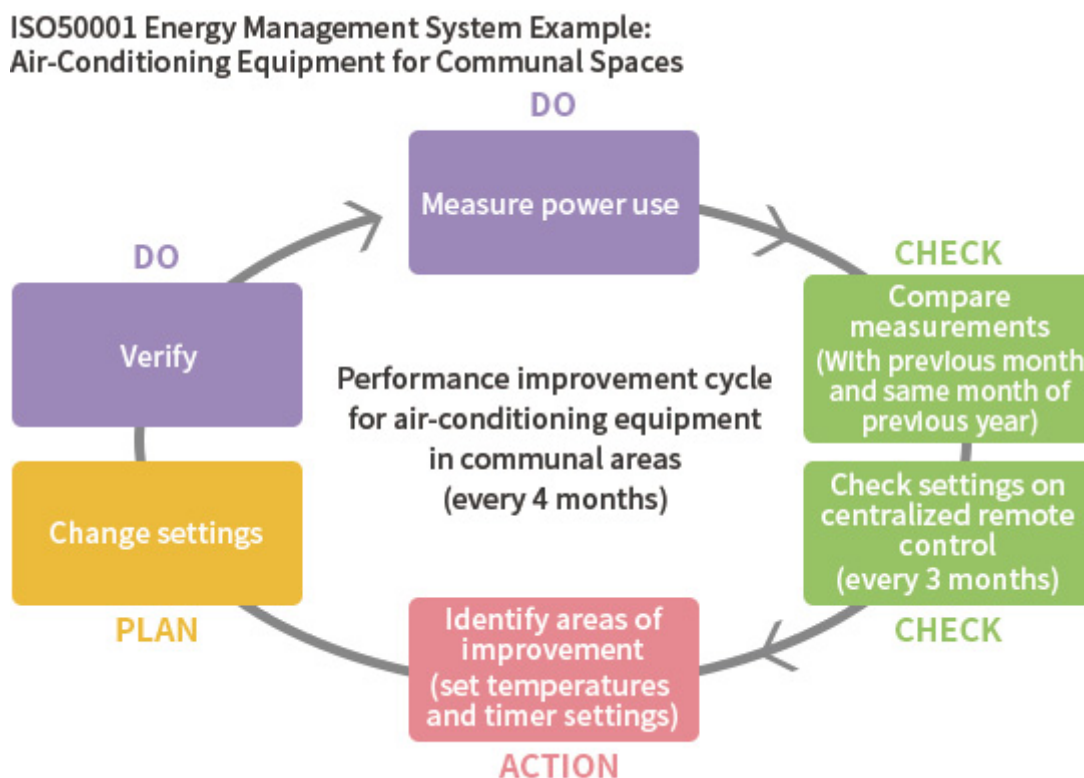 ISO50001 Energy Management System Example:
Air-Conditioning Equipment for Communal Spaces
DO
Measure power use
CHECK
Compare
measurements
(With previous month
and same month of
previous year)
Check settings on
centralized remote
control
(every 3 months)
CHECK
Identify areas of
improvement
(set temperatures
and timer settings)
ACTION
Change settings
PLAN
DO
Verify
Performance improvement cycle
for air-conditioning equipment
in communal areas
(every 4 months)